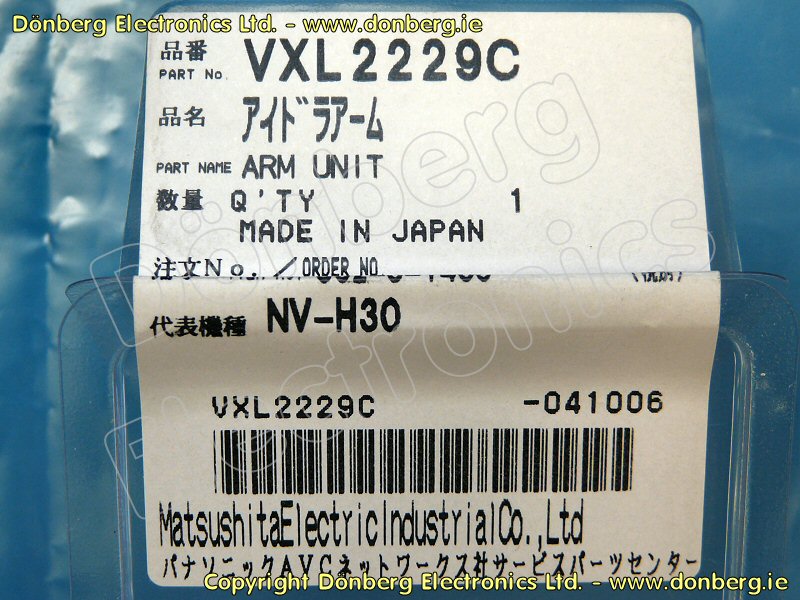 Dönberg Electronics Ltd. - www.donberg.ie
品番 PART No. VXL2229C
品名 アイドラアーム
PART NAME ARM UNIT
数量 Q'TY 1
MADE IN JAPAN
注文No./ORDER NO.
代表機種 NV-H30
VXL2229C -041006
MatsushitaElectricIndustrialCo.,Ltd
パナソニックAVCネットワークス社サービスパーツセンター
Dönberg Electronics
Copyright Dönberg Electronics Ltd. - www.donberg.ie